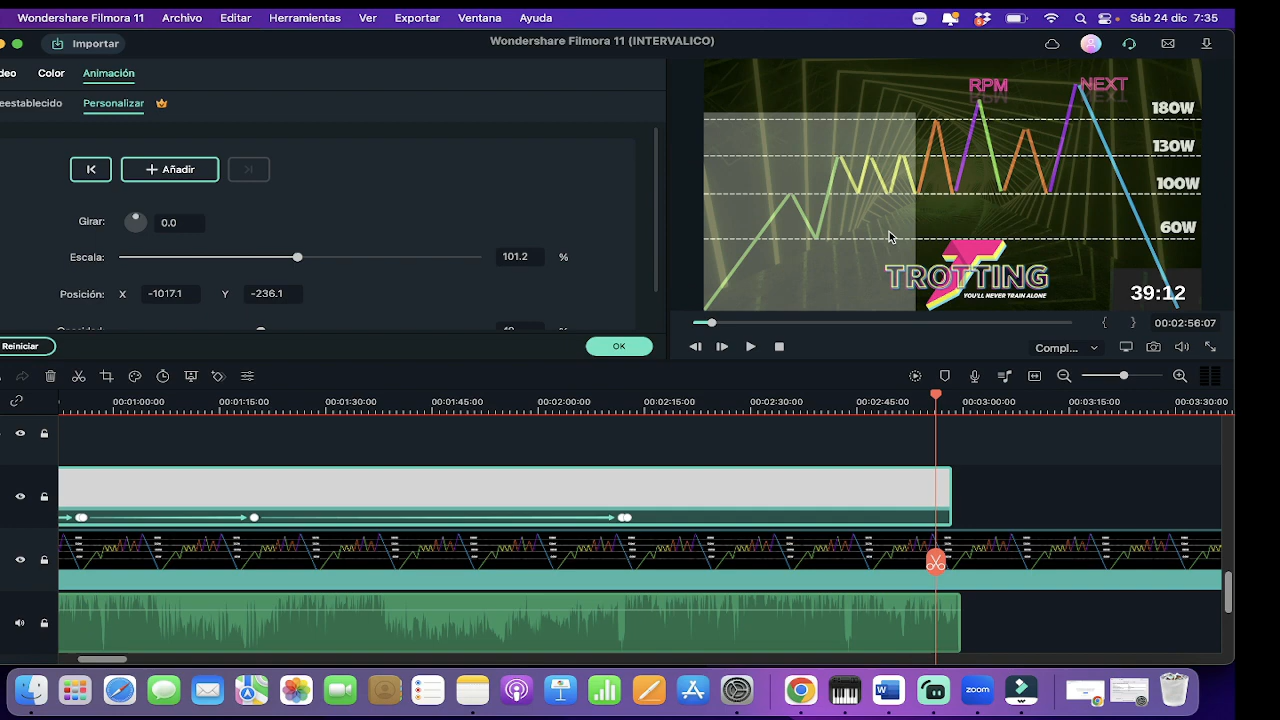 Wondershare Filmora 11 Archivo Editar Herramientas Ver Exportar Ventana Ayuda Sáb 24 dic 7:35
Importar Wondershare Filmora 11 (INTERVALICO)
deo Color Animación
eestablecido Personalizar
Añadir
Girar: 0.0
Escala: 101.2 %
Posición: X -1017.1 Y -236.1
Reiniciar OK
RPM NEXT
180W
130W
100W
60W
TROTTING
YOU'LL NEVER TRAIN ALONE
39:12
{ } 00:02:56:07
Compl...
00:01:00:00 00:01:15:00 00:01:30:00 00:01:45:00 00:02:00:00 00:02:15:00 00:02:30:00 00:02:45:00 00:03:00:00 00:03:15:00 00:03:30:00
zoom